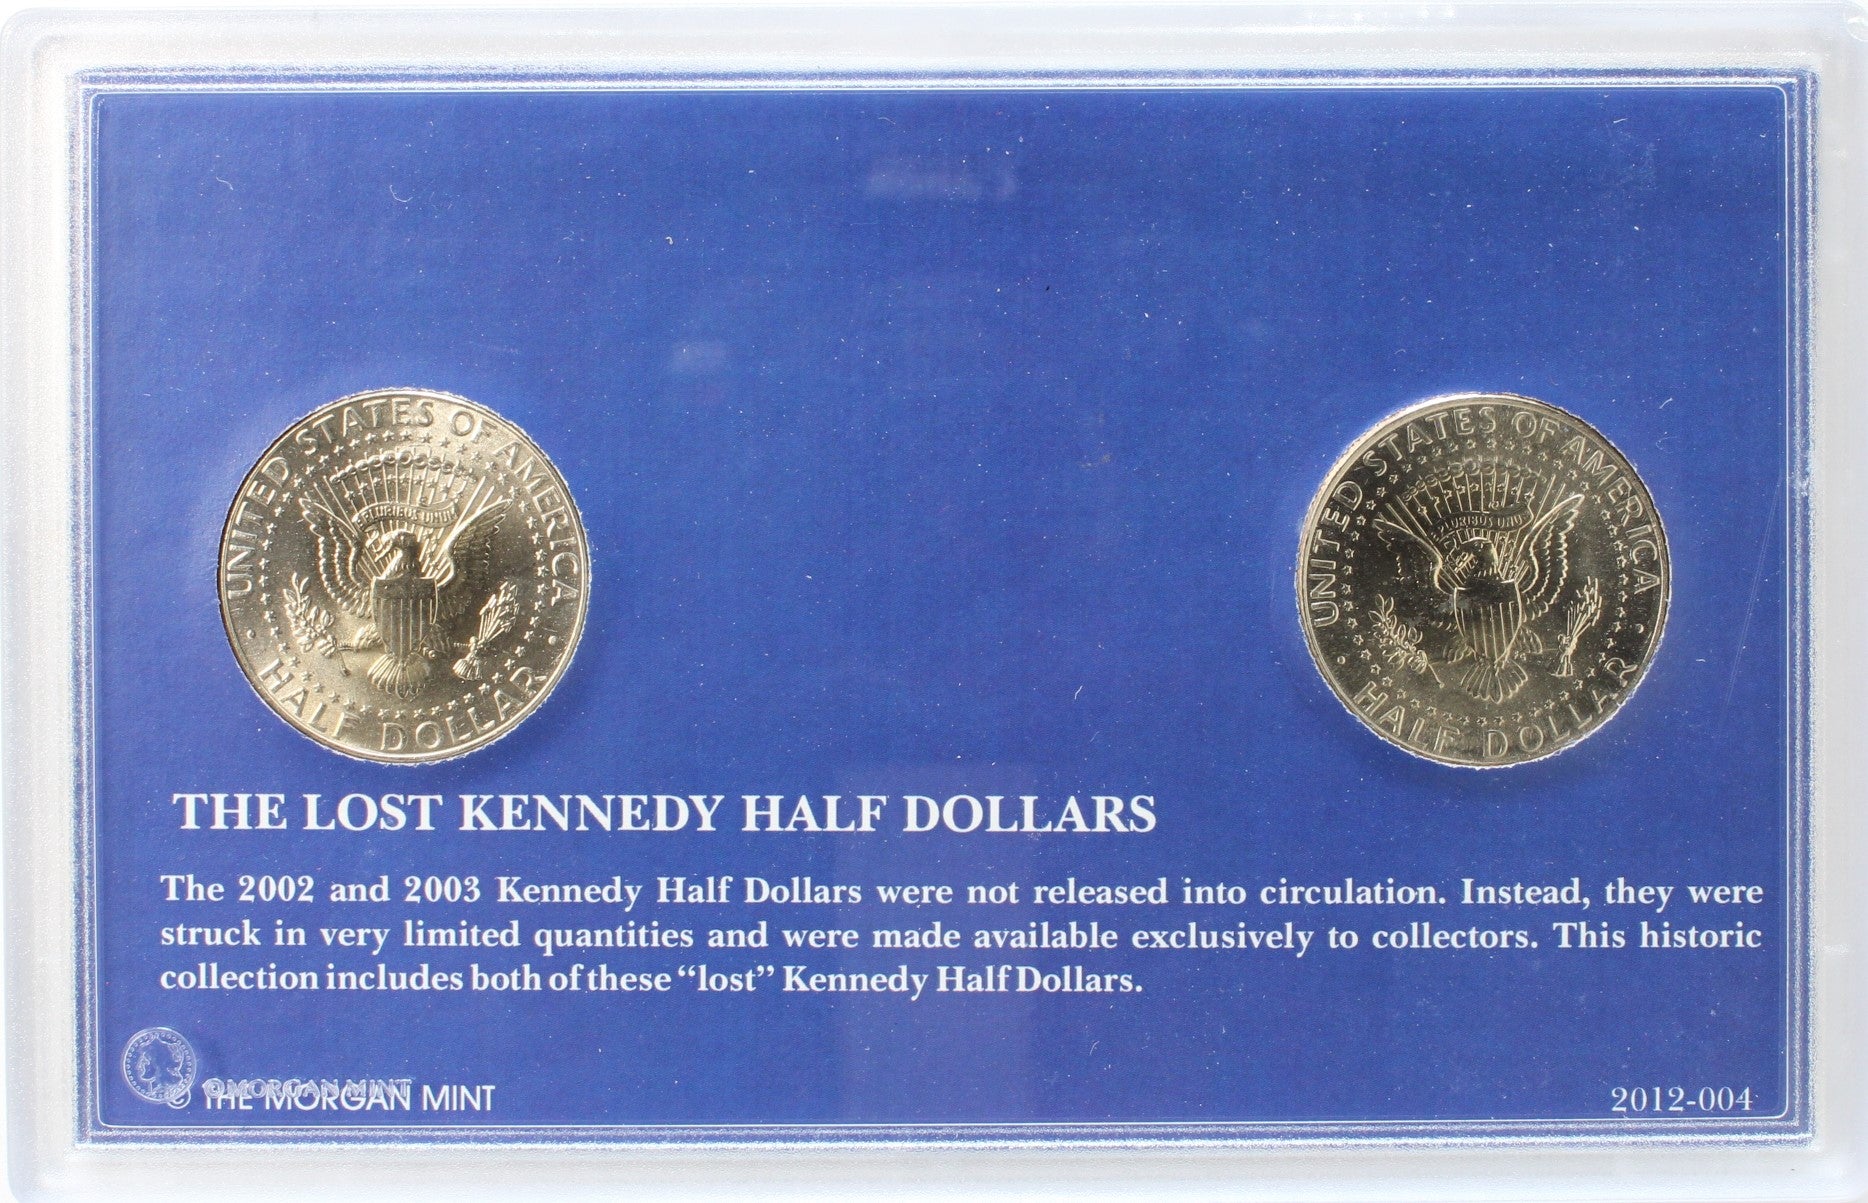 UNITED STATES OF AMERICA
E PLURIBUS UNUM
HALF DOLLAR
UNITED STATES OF AMERICA
E PLURIBUS UNUM
HALF DOLLAR
THE LOST KENNEDY HALF DOLLARS
The 2002 and 2003 Kennedy Half Dollars were not released into circulation. Instead, they were
struck in very limited quantities and were made available exclusively to collectors. This historic
collection includes both of these “lost” Kennedy Half Dollars.
©MORGAN MINT
© THE MORGAN MINT
2012-004